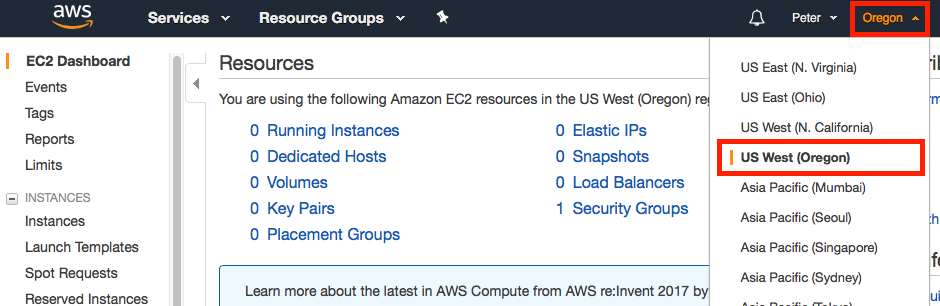 aws
Services
Resource Groups
Peter
Oregon
EC2 Dashboard
Events
Tags
Reports
Limits
INSTANCES
Instances
Launch Templates
Spot Requests
Reserved Instances
Resources
You are using the following Amazon EC2 resources in the US West (Oregon)
0 Running Instances
0 Dedicated Hosts
0 Volumes
0 Key Pairs
0 Placement Groups
0 Elastic IPs
0 Snapshots
0 Load Balancers
1 Security Groups
Learn more about the latest in AWS Compute from AWS re:Invent 2017 by
US East (N. Virginia)
US East (Ohio)
US West (N. California)
US West (Oregon)
Asia Pacific (Mumbai)
Asia Pacific (Seoul)
Asia Pacific (Singapore)
Asia Pacific (Sydney)
Asia Pacific (Tokyo)